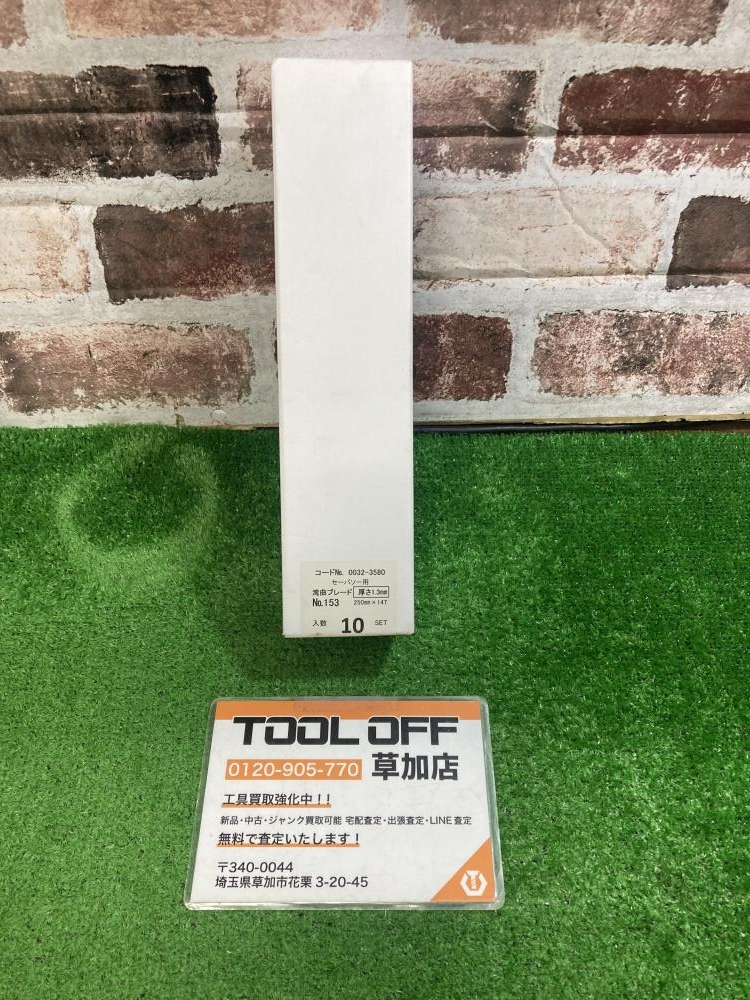 コードNo. 0032-3580
セーバソー用
湾曲ブレード 厚さ1.3mm
No.153 250mm×14T
入数 10 SET
TOOL OFF
0120-905-770 草加店
工具買取強化中！！
新品・中古・ジャンク買取可能 宅配査定・出張査定・LINE査定
無料で査定いたします！
〒340-0044
埼玉県草加市花栗 3-20-45